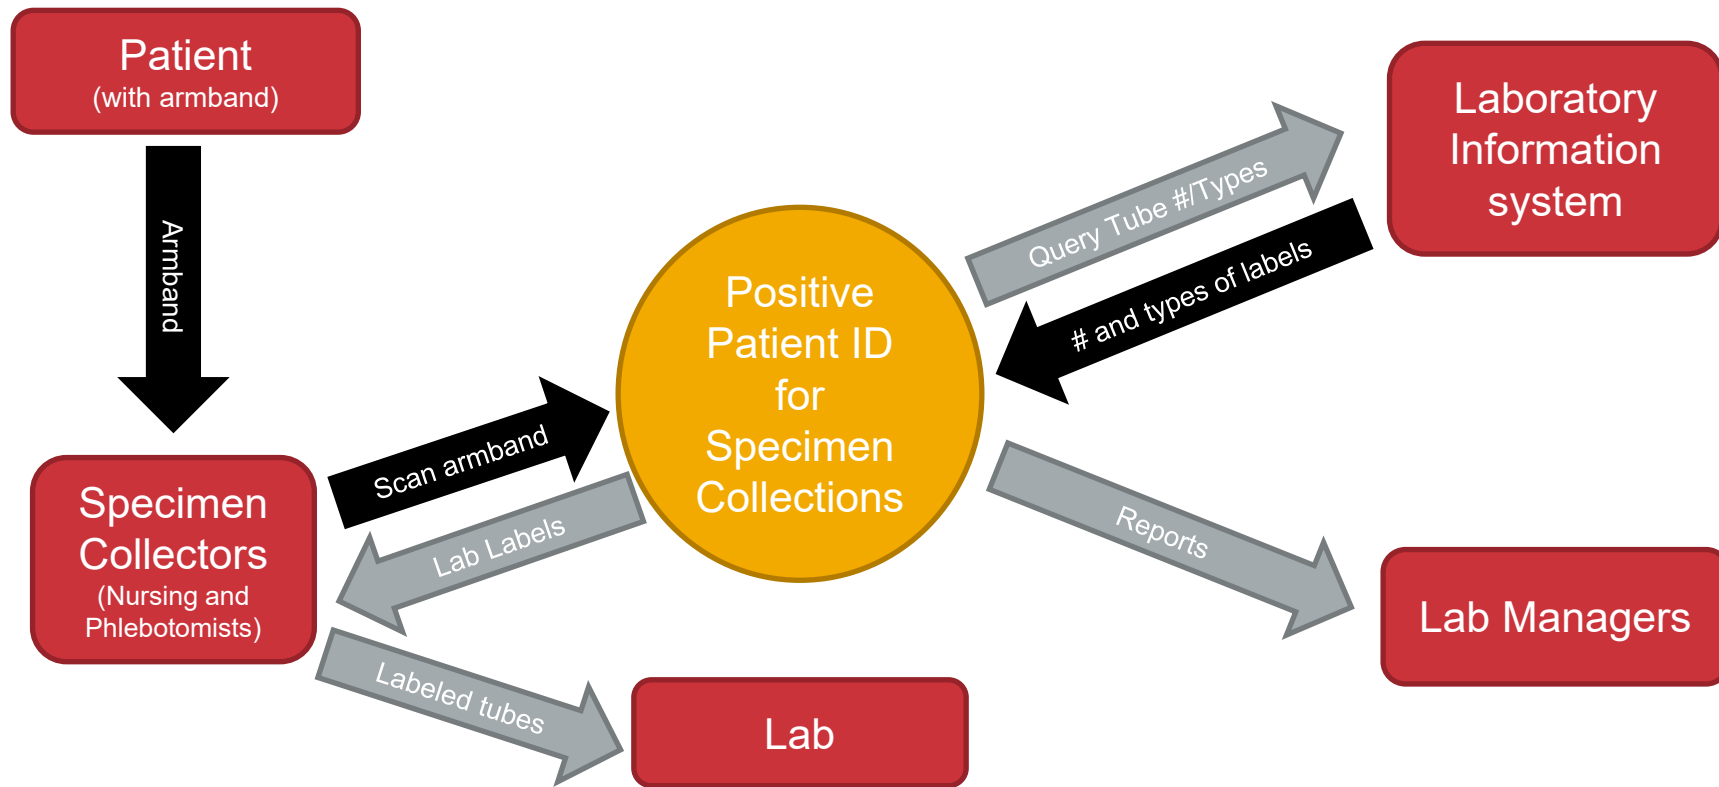 Patient
(with armband)
Armband
Specimen
Collectors
(Nursing and
Phlebotomists)
Scan armband
Lab Labels
Labeled tubes
Positive
Patient ID
for
Specimen
Collections
Lab
Query Tube #/Types
# and types of labels
Laboratory
Information
system
Reports
Lab Managers